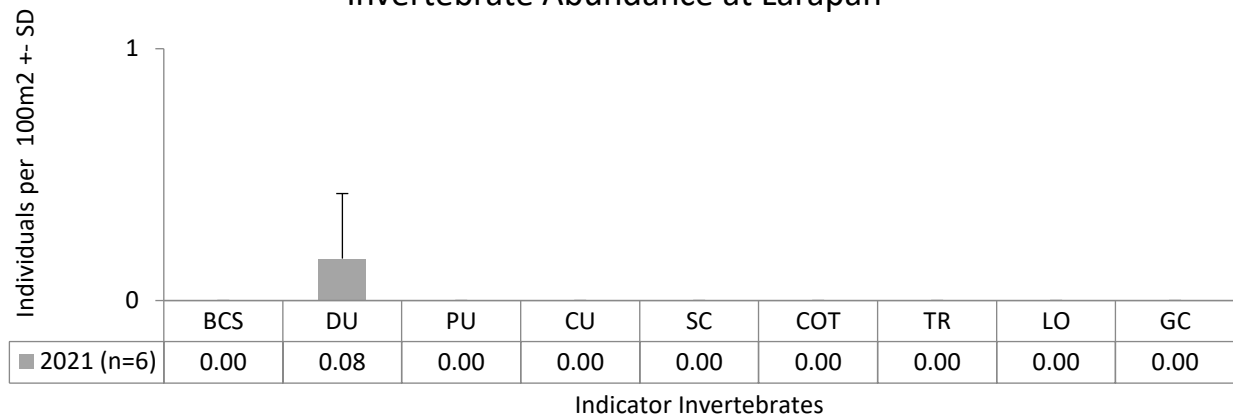 Invertebrate Abundance at Larapan
Individuals per 100m2 +- SD
1
0
BCS DU PU CU SC COT TR LO GC
2021 (n=6) 0.00 0.08 0.00 0.00 0.00 0.00 0.00 0.00 0.00
Indicator Invertebrates